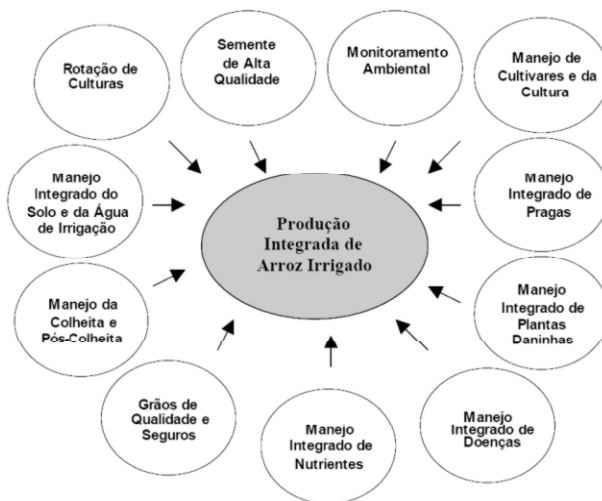 Rotação de
Culturas
Semente
de Alta
Qualidade
Monitoramento
Ambiental
Manejo de
Cultivares e da
Cultura
Manejo
Integrado do
Solo e da Água
de Irrigação
Produção
Integrada de
Arroz Irrigado
Manejo
Integrado de
Pragas
Manejo da
Colheita e
Pós-Colheita
Manejo
Integrado de
Plantas
Daninhas
Grãos de
Qualidade e
Seguros
Manejo
Integrado de
Nutrientes
Manejo
Integrado de
Doenças